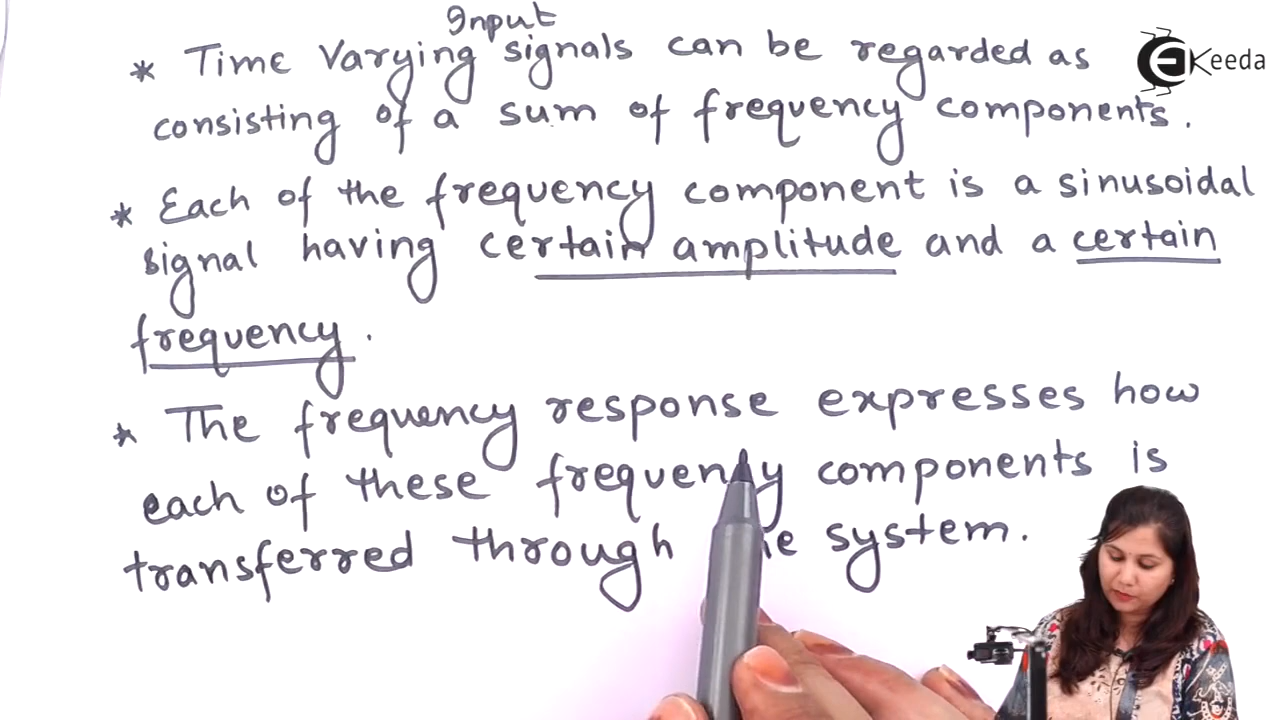 Input
* Time Varying signals can be regarded as
EKeeda
consisting of a sum of frequency components.
* Each of the frequency component is a sinusoidal
signal having certain amplitude and a certain
frequency.
* The frequency response expresses how
each of these frequency components is
transferred through system.